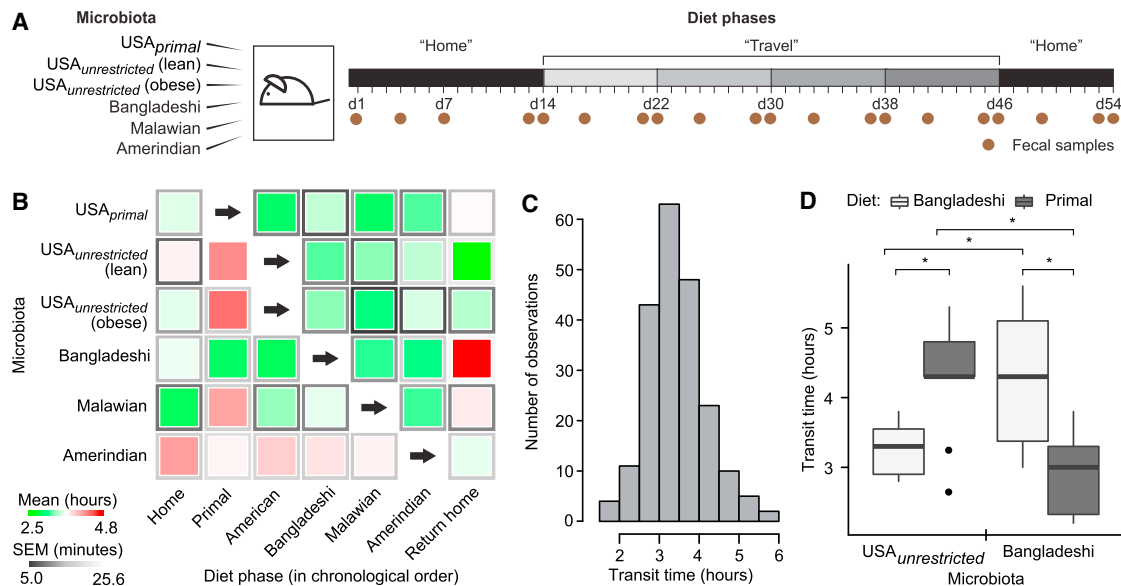 A
Microbiota
Diet phases
USAprimal
USAunrestricted (lean)
USAunrestricted (obese)
Bangladeshi
Malawian
Amerindian
“Home”
“Travel”
“Home”
d1 d7 d14 d22 d30 d38 d46 d54
Fecal samples
B
Microbiota
USAprimal
USAunrestricted
(lean)
USAunrestricted
(obese)
Bangladeshi
Malawian
Amerindian
Home
Primal
American
Bangladeshi
Malawian
Amerindian
Return home
Diet phase (in chronological order)
Mean (hours)
2.5 4.8
SEM (minutes)
5.0 25.6
C
Number of observations
60
50
40
30
20
10
0
2 3 4 5 6
Transit time (hours)
D
Diet: Bangladeshi Primal
* * * *
Transit time (hours)
5
4
3
USAunrestricted Bangladeshi
Microbiota